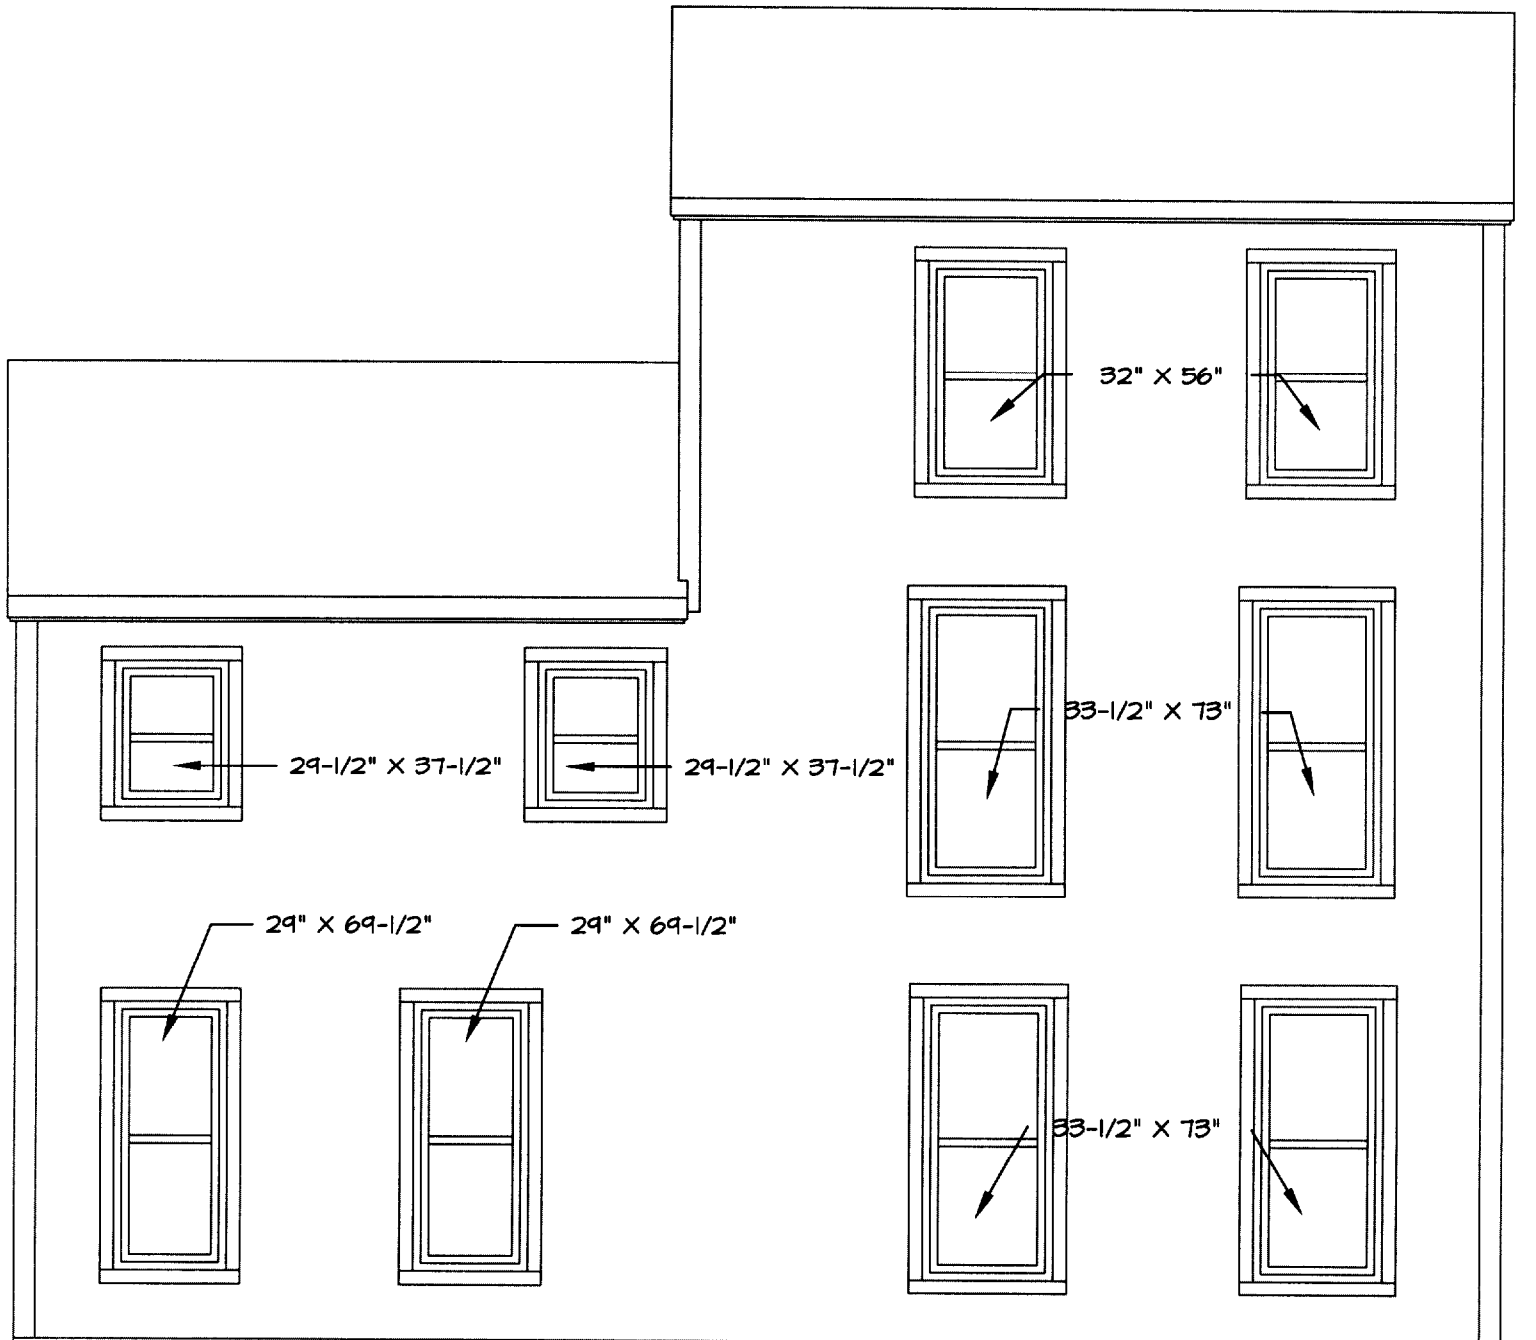 32" X 56"
33-1/2" X 73"
29-1/2" X 37-1/2"
29-1/2" X 37-1/2"
29" X 69-1/2"
29" X 69-1/2"
33-1/2" X 73"